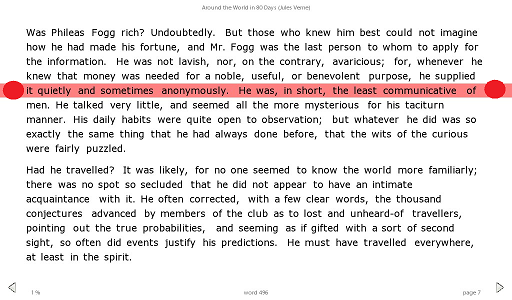 Around the World in 80 Days (Jules Verne)
Was Phileas Fogg rich? Undoubtedly. But those who knew him best could not imagine
how he had made his fortune, and Mr. Fogg was the last person to whom to apply for
the information. He was not lavish, nor, on the contrary, avaricious; for, whenever he
knew that money was needed for a noble, useful, or benevolent purpose, he supplied
it quietly and sometimes anonymously. He was, in short, the least communicative of
men. He talked very little, and seemed all the more mysterious for his taciturn
manner. His daily habits were quite open to observation; but whatever he did was so
exactly the same thing that he had always done before, that the wits of the curious
were fairly puzzled.
Had he travelled? It was likely, for no one seemed to know the world more familiarly;
there was no spot so secluded that he did not appear to have an intimate
acquaintance with it. He often corrected, with a few clear words, the thousand
conjectures advanced by members of the club as to lost and unheard-of travellers,
pointing out the true probabilities, and seeming as if gifted with a sort of second
sight, so often did events justify his predictions. He must have travelled everywhere,
at least in the spirit.
1 % word 496 page 7